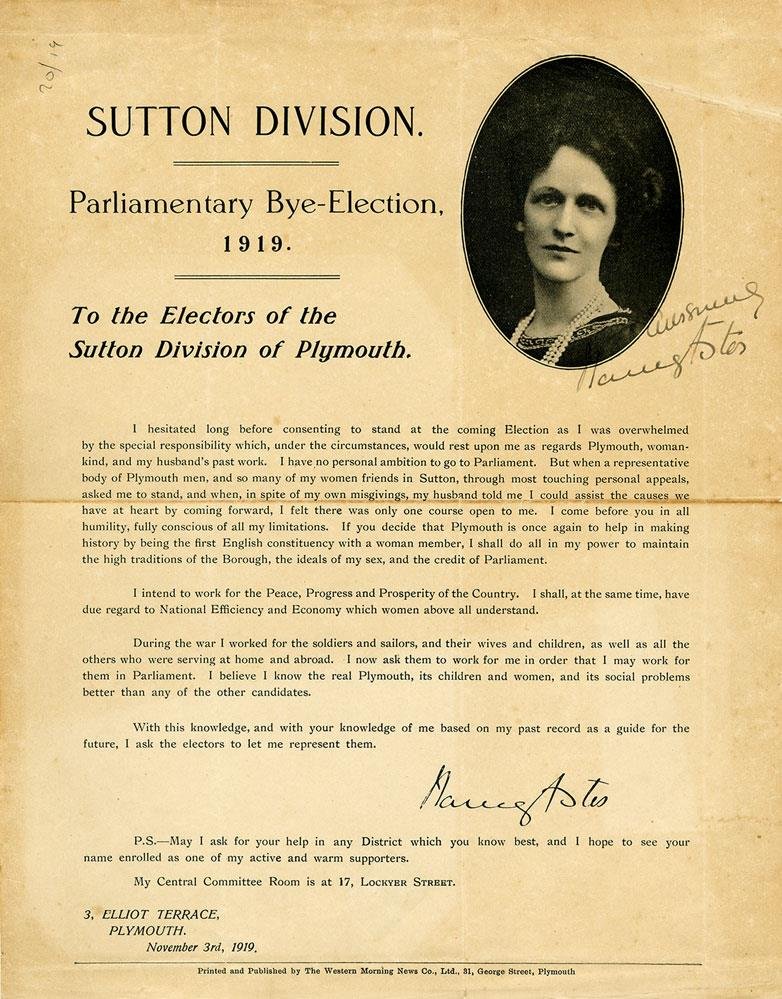 20/19
SUTTON DIVISION.
Parliamentary Bye-Election,
1919.
To the Electors of the
Sutton Division of Plymouth.
Nancy Astor
I hesitated long before consenting to stand at the coming Election as I was overwhelmed
by the special responsibility which, under the circumstances, would rest upon me as regards Plymouth, woman-
kind, and my husband's past work. I have no personal ambition to go to Parliament. But when a representative
body of Plymouth men, and so many of my women friends in Sutton, through most touching personal appeals,
asked me to stand, and when, in spite of my own misgivings, my husband told me I could assist the causes we
have at heart by coming forward, I felt there was only one course open to me. I come before you in all
humility, fully conscious of all my limitations. If you decide that Plymouth is once again to help in making
history by being the first English constituency with a woman member, I shall do all in my power to maintain
the high traditions of the Borough, the ideals of my sex, and the credit of Parliament.
I intend to work for the Peace, Progress and Prosperity of the Country. I shall, at the same time, have
due regard to National Efficiency and Economy which women above all understand.
During the war I worked for the soldiers and sailors, and their wives and children, as well as all the
others who were serving at home and abroad. I now ask them to work for me in order that I may work for
them in Parliament. I believe I know the real Plymouth, its children and women, and its social problems
better than any of the other candidates.
With this knowledge, and with your knowledge of me based on my past record as a guide for the
future, I ask the electors to let me represent them.
Nancy Astor
P.S.—May I ask for your help in any District which you know best, and I hope to see your
name enrolled as one of my active and warm supporters.
My Central Committee Room is at 17, LOCKYER STREET.
3, ELLIOT TERRACE,
PLYMOUTH.
November 3rd, 1919.
Printed and Published by The Western Morning News Co., Ltd., 31, George Street, Plymouth